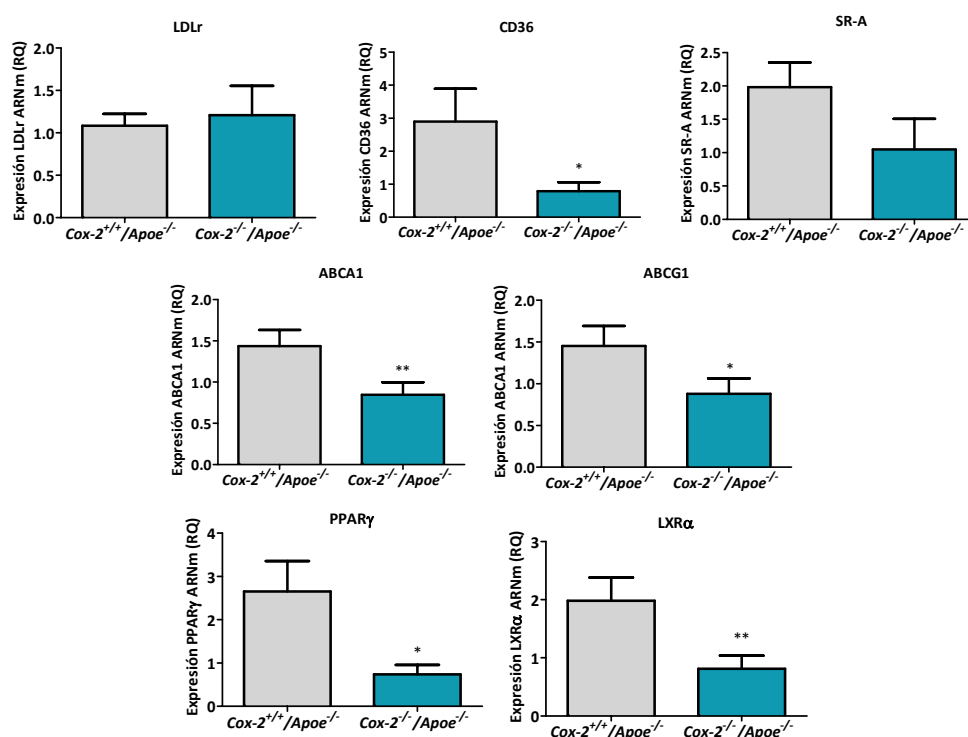 LDLr
Expresión LDLr ARNm (RQ)
2.0
1.5
1.0
0.5
0.0
Cox-2+/+/Apoe-/-
Cox-2-/-/Apoe-/-
CD36
Expresión CD36 ARNm (RQ)
5
4
3
2
1
0
*
Cox-2+/+/Apoe-/-
Cox-2-/-/Apoe-/-
SR-A
Expresión SR-A ARNm (RQ)
2.5
2.0
1.5
1.0
0.5
0.0
Cox-2+/+/Apoe-/-
Cox-2-/-/Apoe-/-
ABCA1
Expresión ABCA1 ARNm (RQ)
2.0
1.5
1.0
0.5
0.0
**
Cox-2+/+/Apoe-/-
Cox-2-/-/Apoe-/-
ABCG1
Expresión ABCA1 ARNm (RQ)
2.0
1.5
1.0
0.5
0.0
*
Cox-2+/+/Apoe-/-
Cox-2-/-/Apoe-/-
PPARγ
Expresión PPARγ ARNm (RQ)
4
3
2
1
0
*
Cox-2+/+/Apoe-/-
Cox-2-/-/Apoe-/-
LXRα
Expresión LXRα ARNm (RQ)
3
2
1
0
**
Cox-2+/+/Apoe-/-
Cox-2-/-/Apoe-/-